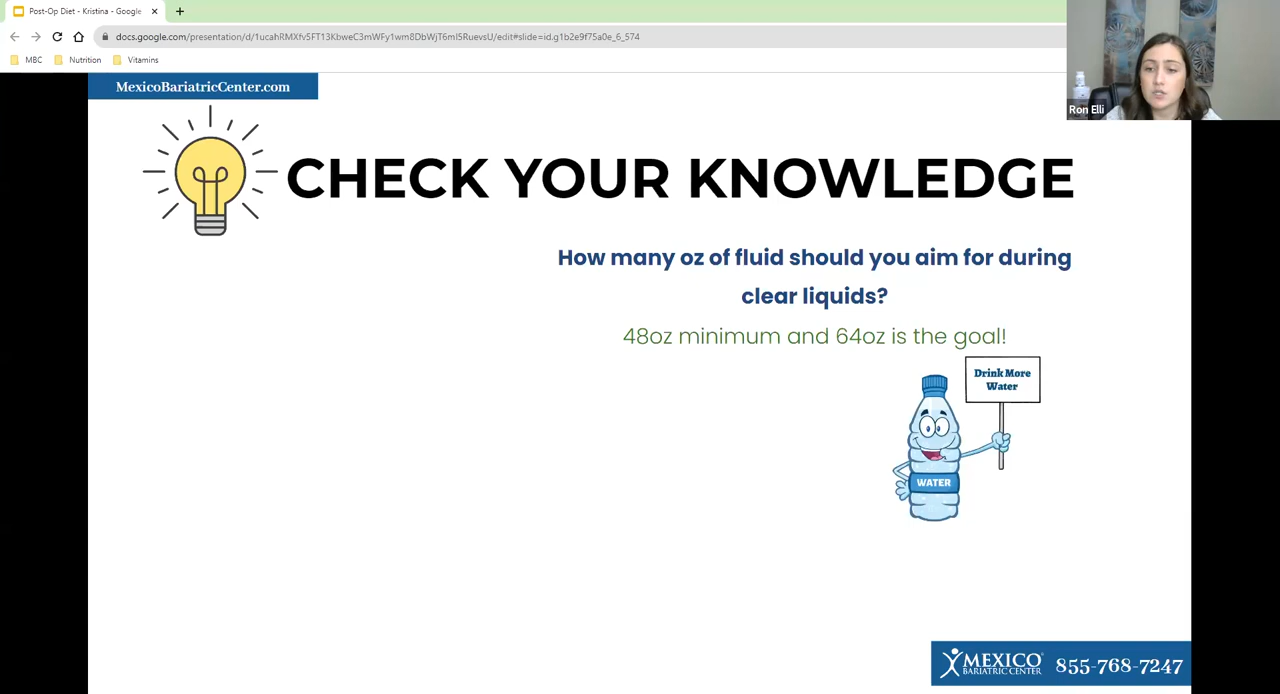 Post-Op Diet - Kristina - Google
docs.google.com/presentation/d/1ucahRMXfv5FT13KbweC3mWFy1wm8DbWjT6mI5RuevsU/edit#slide=id.g1b2e9f75a0e_6_574
MBC Nutrition Vitamins
Ron Elli
MexicoBariatricCenter.com
CHECK YOUR KNOWLEDGE
How many oz of fluid should you aim for during
clear liquids?
48oz minimum and 64oz is the goal!
Drink More
Water
WATER
MEXICO
BARIATRIC CENTER
855-768-7247